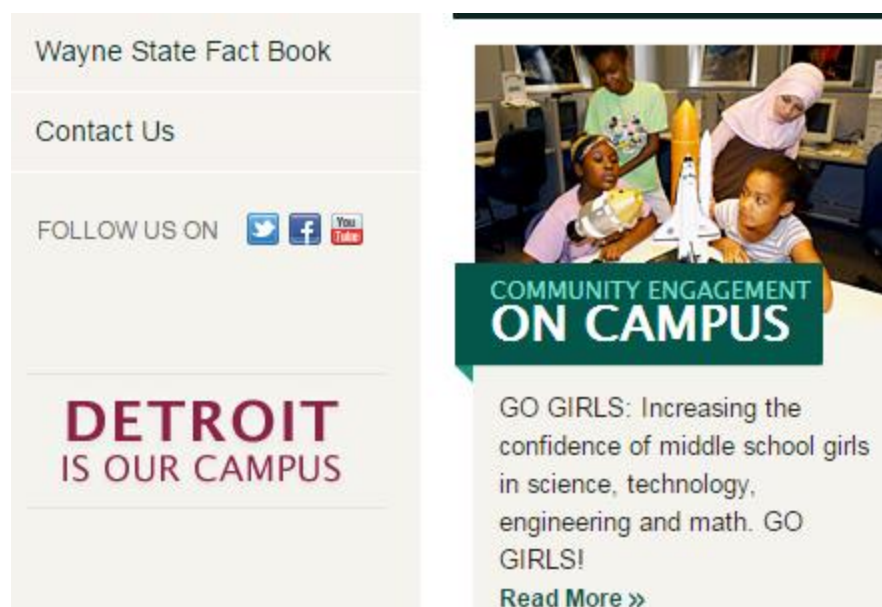 Wayne State Fact Book
Contact Us
FOLLOW US ON
You
Tube
DETROIT
IS OUR CAMPUS
COMMUNITY ENGAGEMENT
ON CAMPUS
GO GIRLS: Increasing the
confidence of middle school girls
in science, technology,
engineering and math. GO
GIRLS!
Read More »